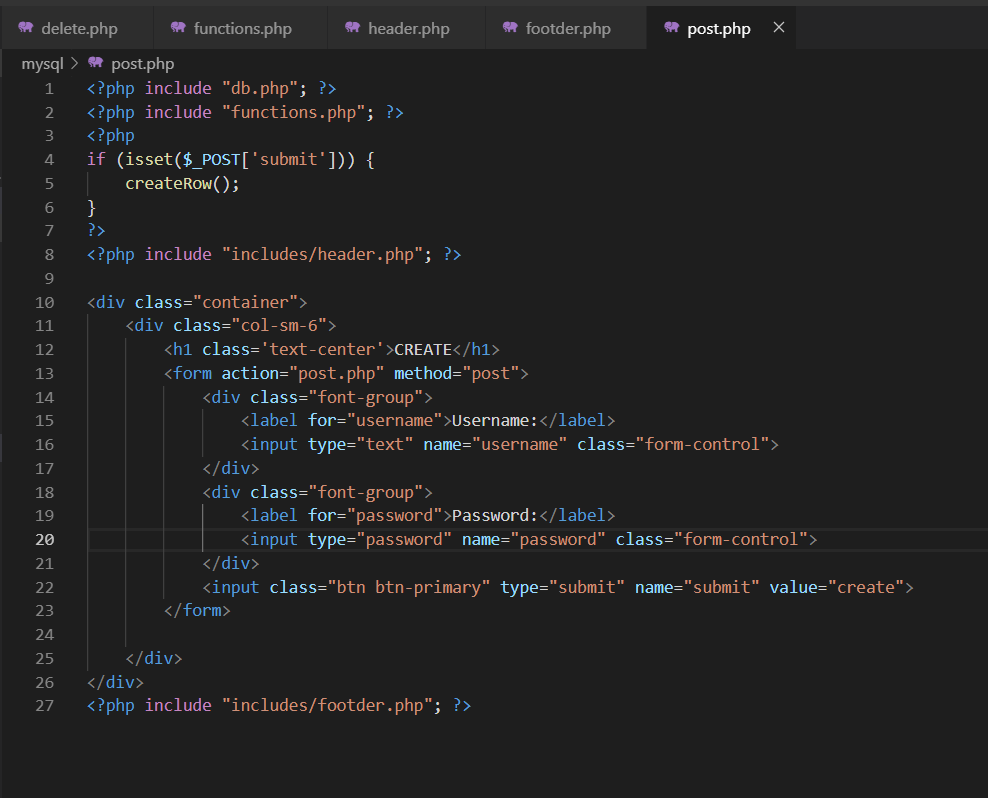 delete.php functions.php header.php footder.php post.php
mysql > post.php
1 <?php include "db.php"; ?>
2 <?php include "functions.php"; ?>
3 <?php
4 if (isset($_POST['submit'])) {
5     createRow();
6 }
7 ?>
8 <?php include "includes/header.php"; ?>
9
10 <div class="container">
11     <div class="col-sm-6">
12         <h1 class='text-center'>CREATE</h1>
13         <form action="post.php" method="post">
14             <div class="font-group">
15                 <label for="username">Username:</label>
16                 <input type="text" name="username" class="form-control">
17             </div>
18             <div class="font-group">
19                 <label for="password">Password:</label>
20                 <input type="password" name="password" class="form-control">
21             </div>
22             <input class="btn btn-primary" type="submit" name="submit" value="create">
23         </form>
24
25     </div>
26 </div>
27 <?php include "includes/footder.php"; ?>